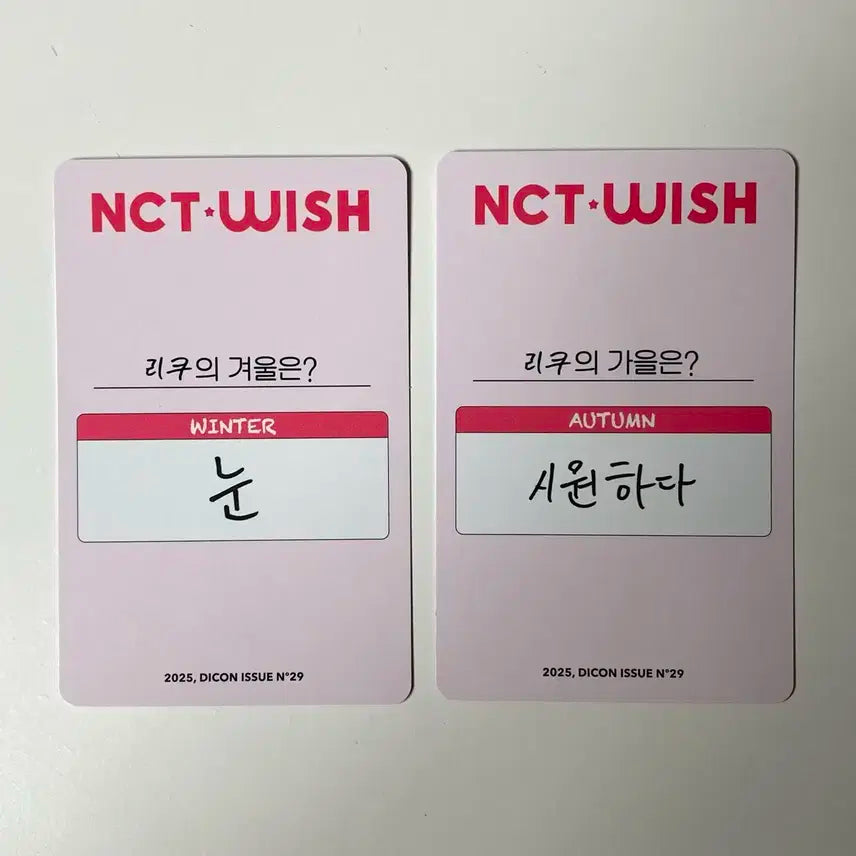 NCT★WISH
리쿠의 겨울은?
WINTER
눈
2025, DICON ISSUE N°29
NCT★WISH
리쿠의 가을은?
AUTUMN
시원하다
2025, DICON ISSUE N°29